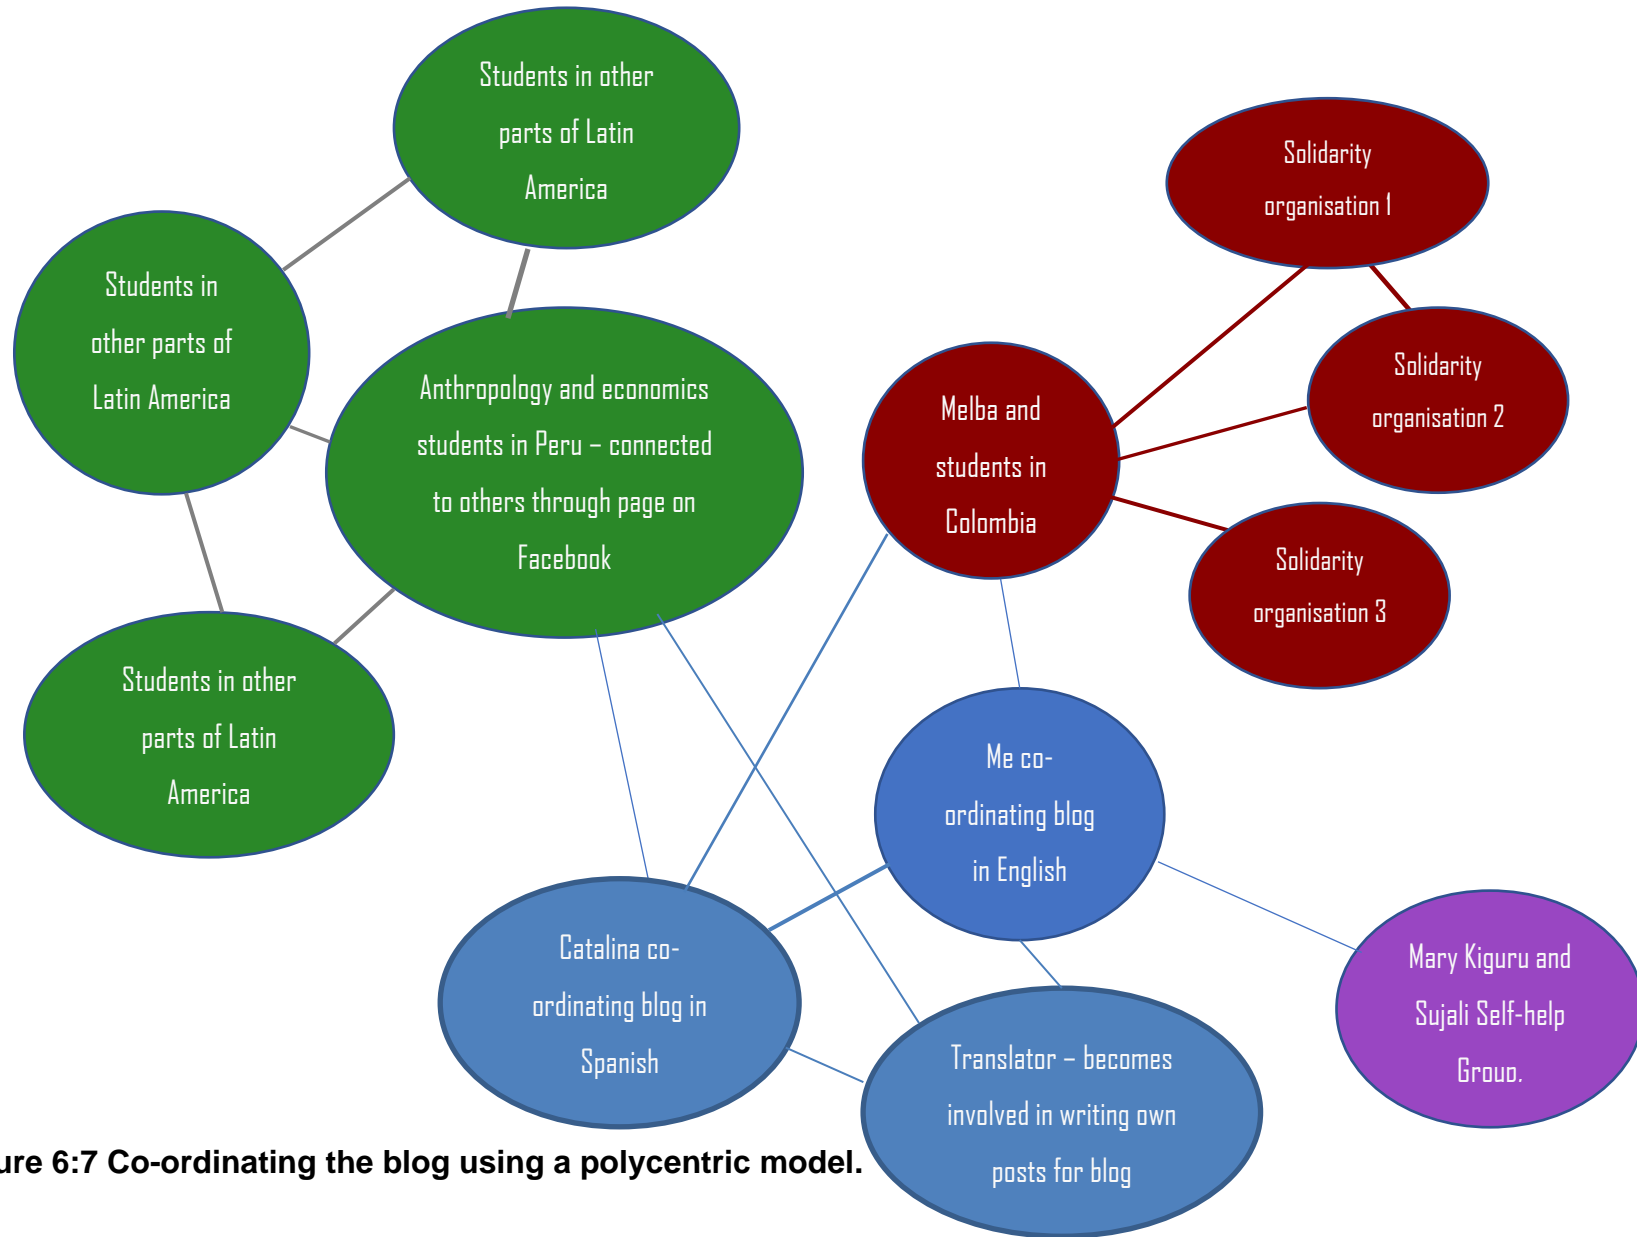 Students in other
parts of Latin
America
Solidarity
organisation 1
Students in
other parts of
Latin America
Anthropology and economics
students in Peru – connected
to others through page on
Facebook
Melba and
students in
Colombia
Solidarity
organisation 2
Solidarity
organisation 3
Students in other
parts of Latin
America
Me co-
ordinating blog
in English
Catalina co-
ordinating blog in
Spanish
Mary Kiguru and
Sujali Self-help
Group.
Translator – becomes
involved in writing own
posts for blog
ure 6:7 Co-ordinating the blog using a polycentric model.